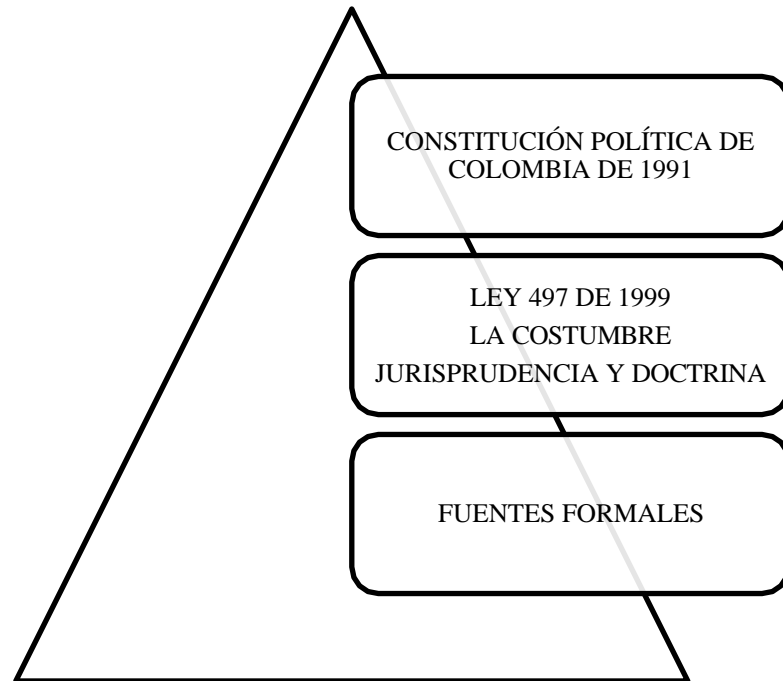 CONSTITUCIÓN POLÍTICA DE
COLOMBIA DE 1991
LEY 497 DE 1999
LA COSTUMBRE
JURISPRUDENCIA Y DOCTRINA
FUENTES FORMALES